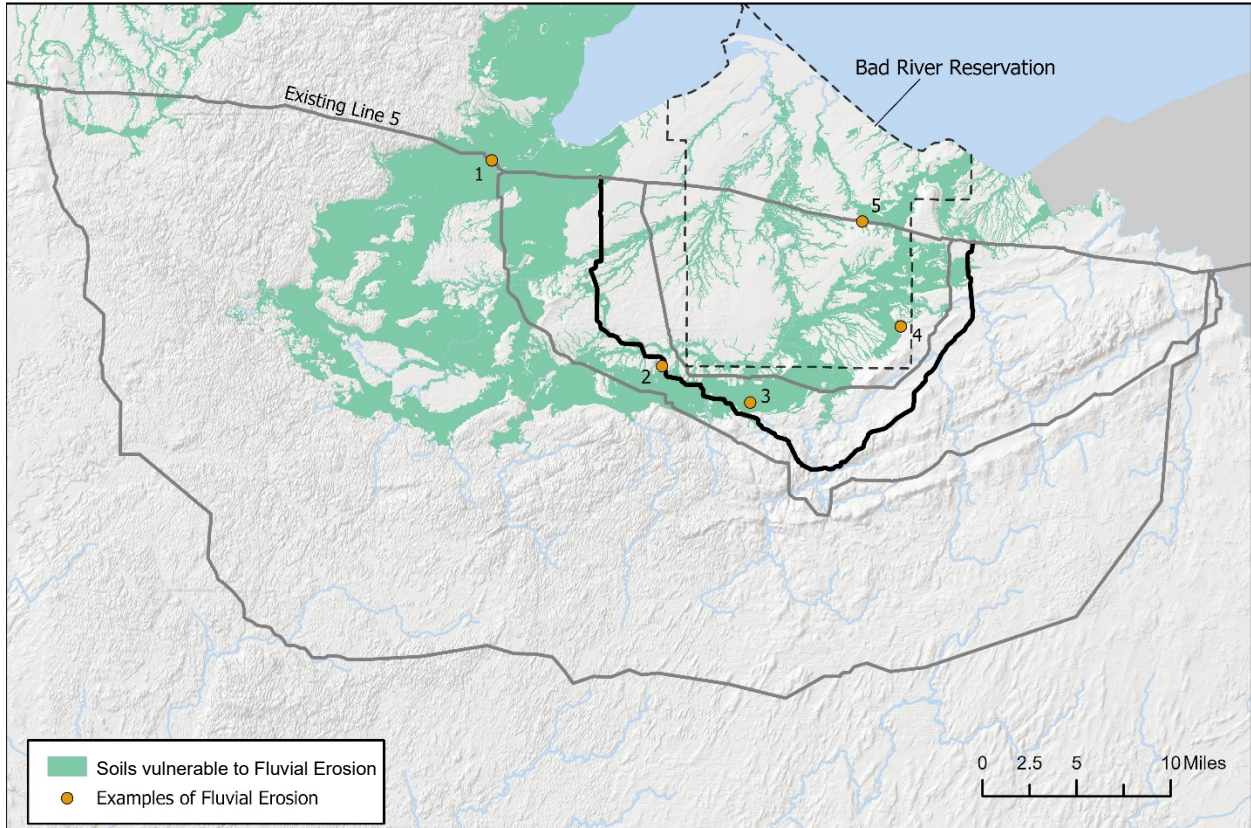 Bad River Reservation
Existing Line 5
1
5
4
2
3
Soils vulnerable to Fluvial Erosion
Examples of Fluvial Erosion
0 2.5 5 10 Miles